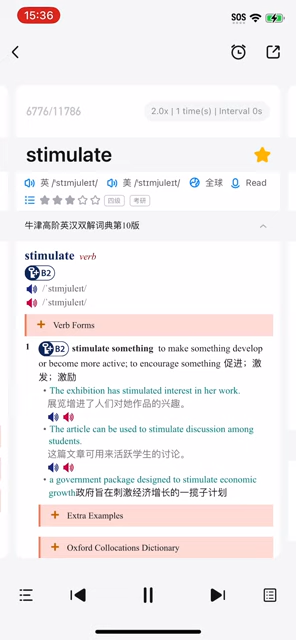 15:36
SOS
6776/11786
2.0x | 1 time(s) | Interval 0s
stimulate
英 /'stɪmjuleɪt/ 美 /'stɪmjuleɪt/ 全球 Read
四级 考研
牛津高阶英汉双解词典第10版
stimulate verb
B2
/ˈstɪmjuleɪt/
/ˈstɪmjuleɪt/
+ Verb Forms
1 B2 stimulate something to make something develop
or become more active; to encourage something 促进；激
发；激励
• The exhibition has stimulated interest in her work.
展览增进了人们对她作品的兴趣。
• The article can be used to stimulate discussion among
students.
这篇文章可用来活跃学生的讨论。
• a government package designed to stimulate economic
growth政府旨在刺激经济增长的一揽子计划
+ Extra Examples
+ Oxford Collocations Dictionary